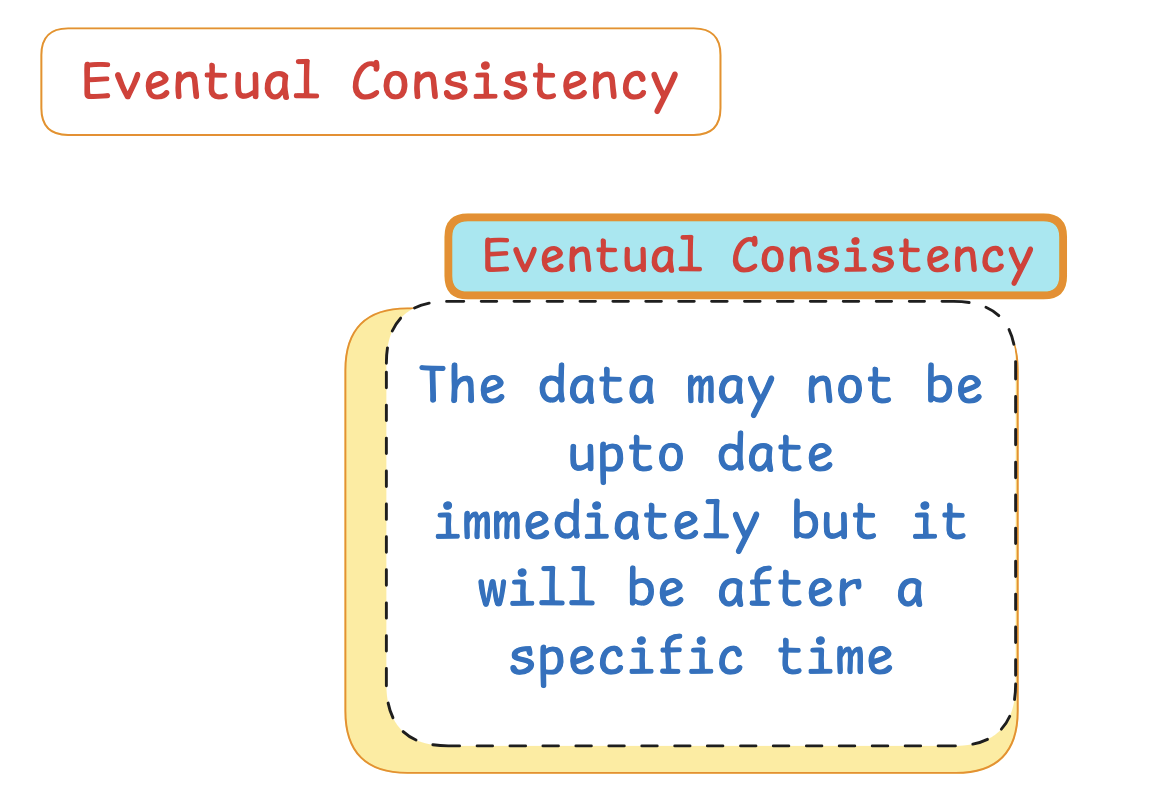 Eventual Consistency
Eventual Consistency
The data may not be
upto date
immediately but it
will be after a
specific time